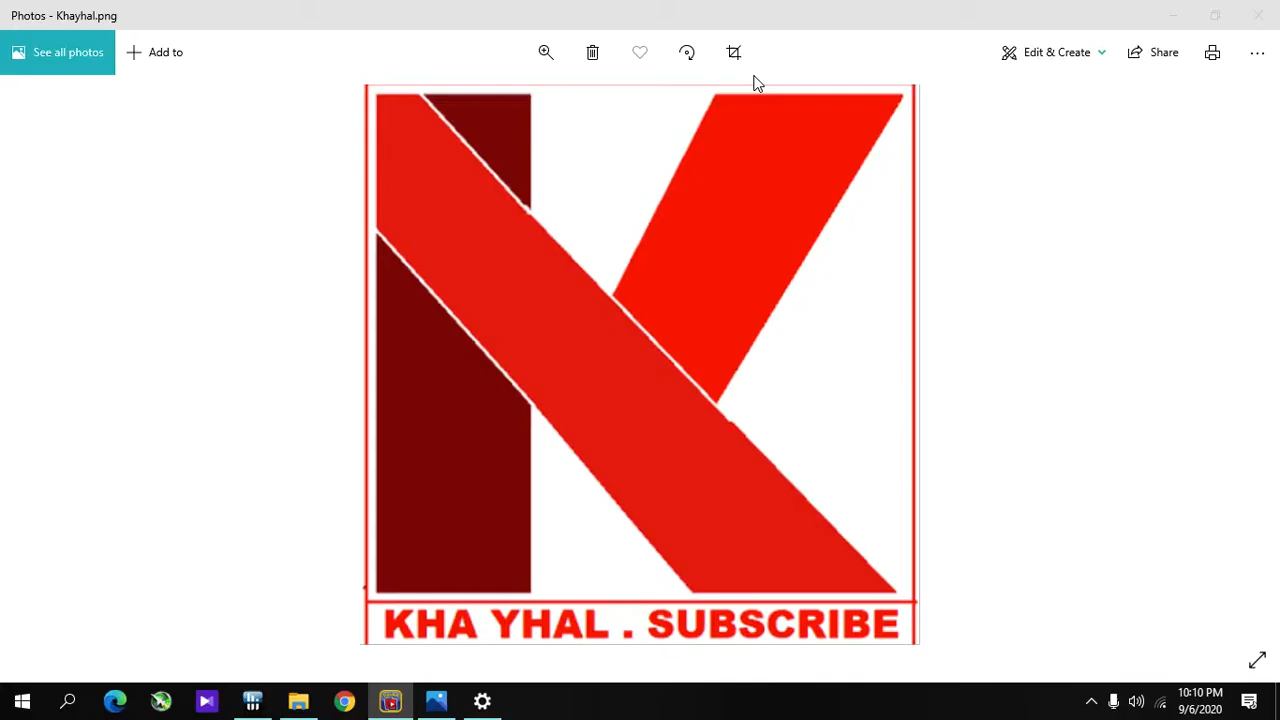 Photos - Khayhal.png
See all photos
Add to
Edit & Create
Share
KHA YHAL . SUBSCRIBE
10:10 PM
9/6/2020